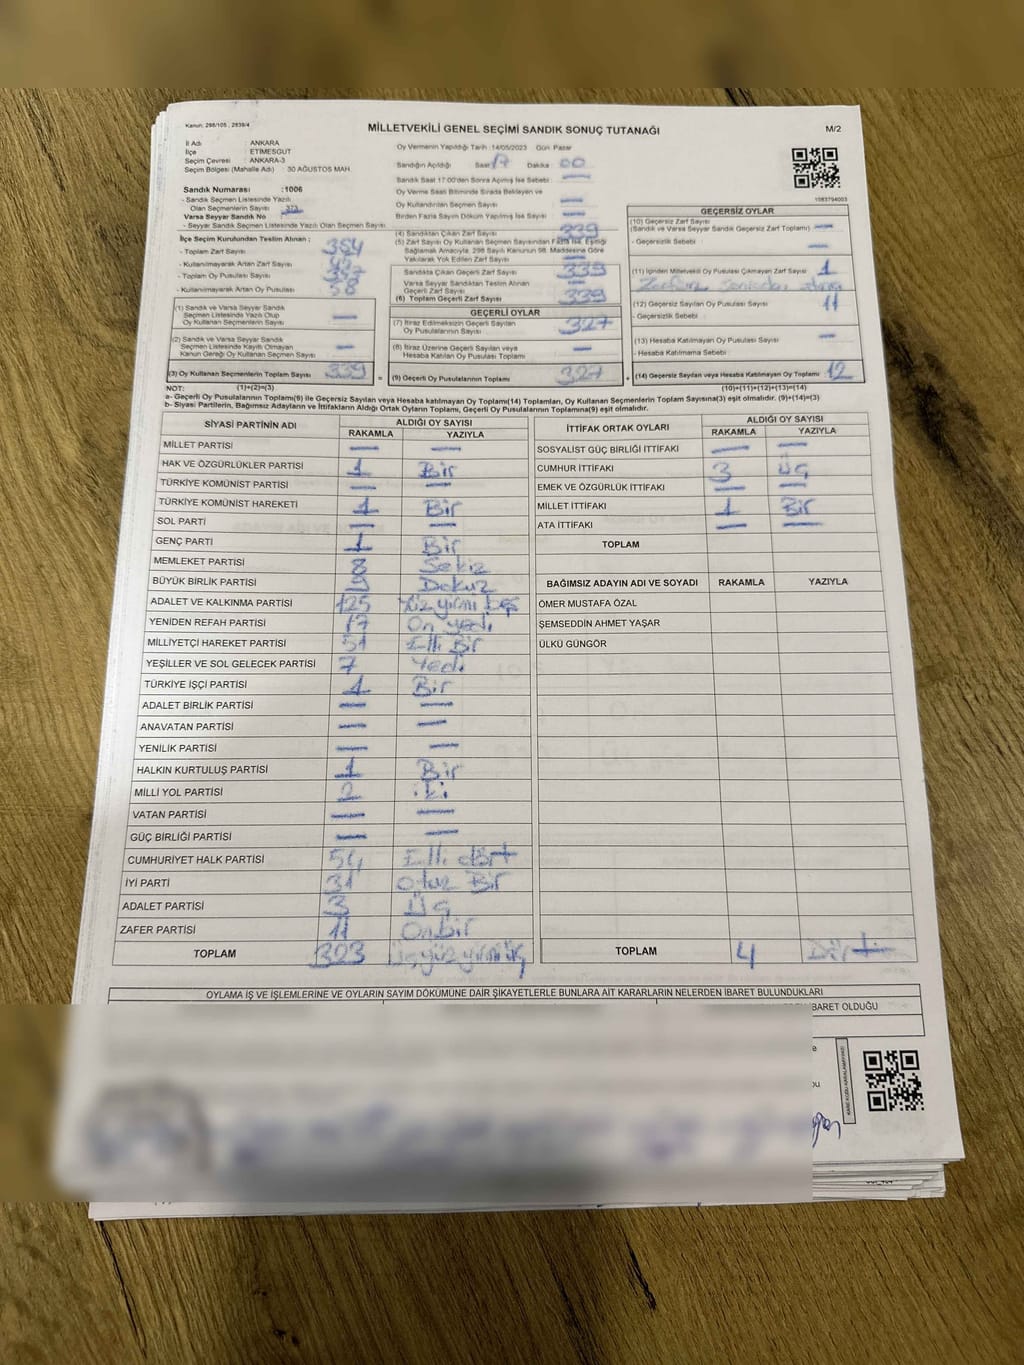 Kanun: 298/105 , 2839/4
MİLLETVEKİLİ GENEL SEÇİMİ SANDIK SONUÇ TUTANAĞI
M/2
İl Adı : ANKARA
İlçe : ETİMESGUT
Seçim Çevresi : ANKARA-3
Seçim Bölgesi (Mahalle Adı) : 30 AĞUSTOS MAH.
Oy Vermenin Yapıldığı Tarih :14/05/2023 Gün: Pazar
Sandığın Açıldığı Saat 17 Dakika 00
Sandık Saat 17:00'den Sonra Açılmış İse Sebebi : —
Oy Verme Saati Bitiminde Sırada Bekleyen ve
Oy Kullandırılan Seçmen Sayısı : —
Birden Fazla Sayım Döküm Yapılmış İse Sayısı : —
Sandık Numarası :1006
- Sandık Seçmen Listesinde Yazılı
Olan Seçmenlerin Sayısı : 373
Varsa Seyyar Sandık No :
- Seyyar Sandık Seçmen Listesinde Yazılı Olan Seçmen Sayısı
İlçe Seçim Kurulundan Teslim Alınan ;
- Toplam Zarf Sayısı : 384
- Kullanılmayarak Artan Zarf Sayısı :
- Toplam Oy Pusulası Sayısı :
- Kullanılmayarak Artan Oy Pusulası Sayısı : 58
(1) Sandık ve Varsa Seyyar Sandık
Seçmen Listesinde Yazılı Olup
Oy Kullanan Seçmenlerin Sayısı : —
(2) Sandık ve Varsa Seyyar Sandık
Seçmen Listesinde Kayıtlı Olmayan
Kanun Gereği Oy Kullanan Seçmen Sayısı : —
(3) Oy Kullanan Seçmenlerin Toplam Sayısı : 339
(4) Sandıktan Çıkan Zarf Sayısı : 339
(5) Zarf Sayısı Oy Kullanan Seçmen Sayısından Fazla İse, Eşitliği
Sağlamak Amacıyla, 298 Sayılı Kanunun 98. Maddesine Göre
Yakılarak Yok Edilen Zarf Sayısı : —
Sandıkta Çıkan Geçerli Zarf Sayısı : 339
Varsa Seyyar Sandıktan Teslim Alınan
Geçerli Zarf Sayısı : —
(6) Toplam Geçerli Zarf Sayısı : 339
GEÇERLİ OYLAR
(7) İtiraz Edilmeksizin Geçerli Sayılan
Oy Pusulalarının Sayısı : 327
(8) İtiraz Üzerine Geçerli Sayılan veya
Hesaba Katılan Oy Pusulası Toplamı : —
= (9) Geçerli Oy Pusulalarının Toplamı : 327
1083794003
GEÇERSİZ OYLAR
(10) Geçersiz Zarf Sayısı
(Sandık ve Varsa Seyyar Sandık Geçersiz Zarf Toplamı) : —
- Geçersizlik Sebebi : —
(11) İçinden Milletvekili Oy Pusulası Çıkmayan Zarf Sayısı : 1
(12) Geçersiz Sayılan Oy Pusulası Sayısı : 11
- Geçersizlik Sebebi :
(13) Hesaba Katılmayan Oy Pusulası Sayısı : —
- Hesaba Katılmama Sebebi :
+ (14) Geçersiz Sayılan veya Hesaba Katılmayan Oy Toplamı : 12
NOT: (1)+(2)=(3) (10)+(11)+(12)+(13)=(14)
a- Geçerli Oy Pusulalarının Toplamı(9) ile Geçersiz Sayılan veya Hesaba katılmayan Oy Toplamı(14) Toplamları, Oy Kullanan Seçmenlerin Toplam Sayısına(3) eşit olmalıdır. (9)+(14)=(3)
b- Siyasi Partilerin, Bağımsız Adayların ve İttifakların Aldığı Ortak Oyların Toplamı, Geçerli Oy Pusulalarının Toplamına(9) eşit olmalıdır.
SİYASİ PARTİNİN ADI ALDIĞI OY SAYISI
RAKAMLA YAZIYLA
MİLLET PARTİSİ — —
HAK VE ÖZGÜRLÜKLER PARTİSİ 1 Bir
TÜRKİYE KOMÜNİST PARTİSİ — —
TÜRKİYE KOMÜNİST HAREKETİ 1 Bir
SOL PARTİ — —
GENÇ PARTİ 1 Bir
MEMLEKET PARTİSİ 8 Sekiz
BÜYÜK BİRLİK PARTİSİ 9 Dokuz
ADALET VE KALKINMA PARTİSİ 125 Yüz yirmi beş
YENİDEN REFAH PARTİSİ 17 On yedi
MİLLİYETÇİ HAREKET PARTİSİ 51 Elli Bir
YEŞİLLER VE SOL GELECEK PARTİSİ 7 Yedi
TÜRKİYE İŞÇİ PARTİSİ 1 Bir
ADALET BİRLİK PARTİSİ — —
ANAVATAN PARTİSİ — —
YENİLİK PARTİSİ — —
HALKIN KURTULUŞ PARTİSİ 1 Bir
MİLLİ YOL PARTİSİ 2 iki
VATAN PARTİSİ — —
GÜÇ BİRLİĞİ PARTİSİ — —
CUMHURİYET HALK PARTİSİ 54 Elli dört
İYİ PARTİ 31 Otuz Bir
ADALET PARTİSİ 3 Üç
ZAFER PARTİSİ 11 Onbir
TOPLAM 323 Üçyüzyirmiüç
İTTİFAK ORTAK OYLARI ALDIĞI OY SAYISI
RAKAMLA YAZIYLA
SOSYALİST GÜÇ BİRLİĞİ İTTİFAKI — —
CUMHUR İTTİFAKI 3 Üç
EMEK VE ÖZGÜRLÜK İTTİFAKI — —
MİLLET İTTİFAKI 1 Bir
ATA İTTİFAKI — —
TOPLAM
BAĞIMSIZ ADAYIN ADI VE SOYADI RAKAMLA YAZIYLA
ÖMER MUSTAFA ÖZAL
ŞEMSEDDİN AHMET YAŞAR
ÜLKÜ GÜNGÖR
TOPLAM 4 Dört
OYLAMA İŞ VE İŞLEMLERİNE VE OYLARIN SAYIM DÖKÜMÜNE DAİR ŞİKAYETLERLE BUNLARA AİT KARARLARIN NELERDEN İBARET BULUNDUKLARI
İBARET OLDUĞU